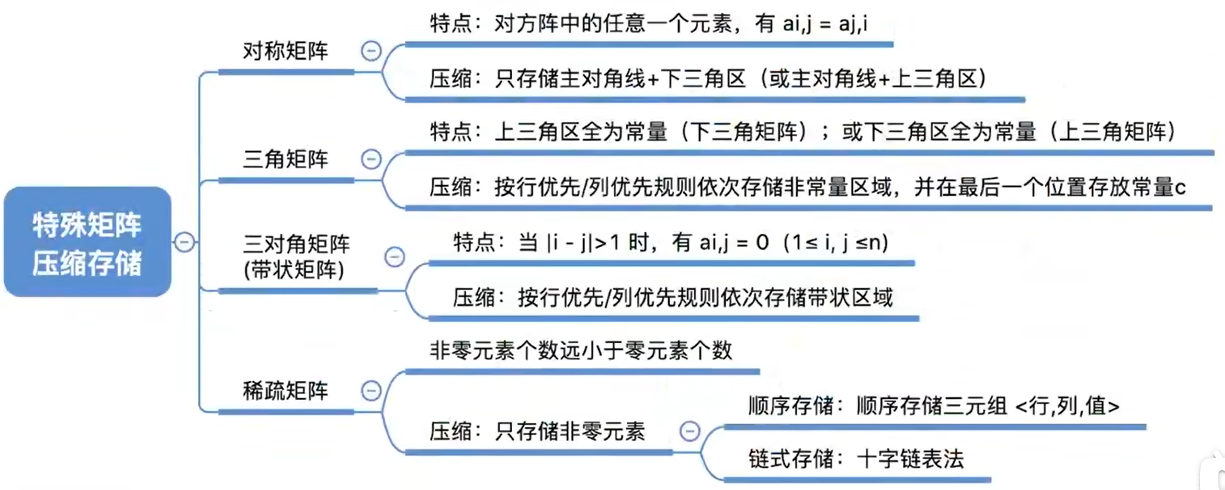 特殊矩阵
压缩存储
对称矩阵
特点：对方阵中的任意一个元素，有 ai,j = aj,i
压缩：只存储主对角线+下三角区（或主对角线+上三角区）
三角矩阵
特点：上三角区全为常量（下三角矩阵）；或下三角区全为常量（上三角矩阵）
压缩：按行优先/列优先规则依次存储非常量区域，并在最后一个位置存放常量c
三对角矩阵
(带状矩阵)
特点：当 |i - j|>1 时，有 ai,j = 0（1≤ i, j ≤n)
压缩：按行优先/列优先规则依次存储带状区域
稀疏矩阵
非零元素个数远小于零元素个数
压缩：只存储非零元素
顺序存储：顺序存储三元组 <行,列,值>
链式存储：十字链表法